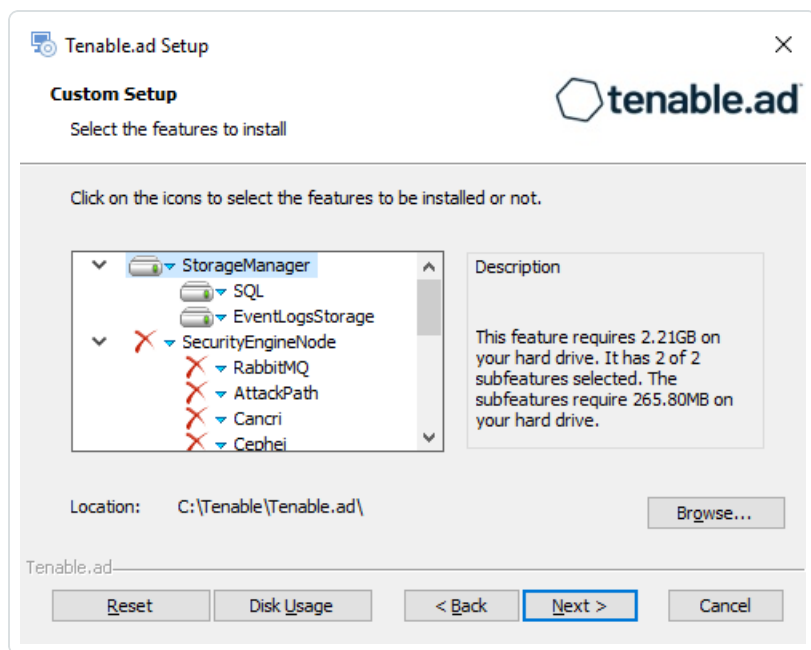 Tenable.ad Setup
Custom Setup
tenable.ad
Select the features to install
Click on the icons to select the features to be installed or not.
StorageManager
SQL
EventLogsStorage
SecurityEngineNode
RabbitMQ
AttackPath
Cancri
Cephei
Description
This feature requires 2.21GB on
your hard drive. It has 2 of 2
subfeatures selected. The
subfeatures require 265.80MB on
your hard drive.
Location: C:\Tenable\Tenable.ad\
Browse...
Tenable.ad
Reset Disk Usage < Back Next > Cancel